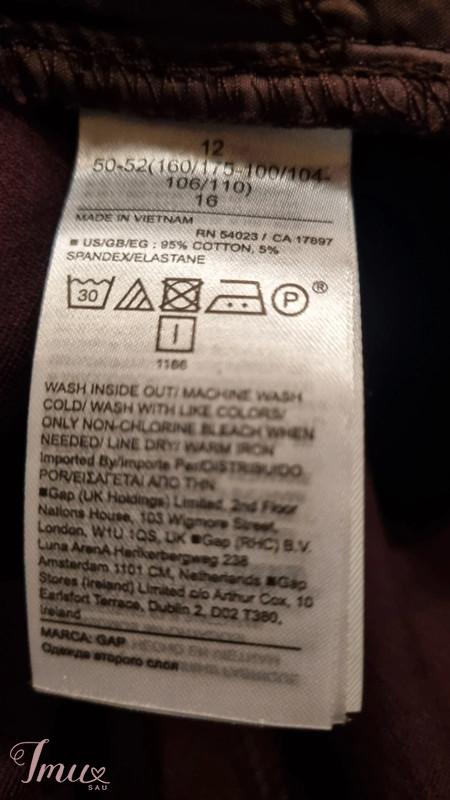 12
50-52(160/175-100/104-
106/110)
16
MADE IN VIETNAM
RN 54023 / CA 17897
■ US/GB/EG : 95% COTTON, 5%
SPANDEX/ELASTANE
30
P ®
1166
WASH INSIDE OUT/ MACHINE WASH
COLD/ WASH WITH LIKE COLORS/
ONLY NON-CHLORINE BLEACH WHEN
NEEDED/ LINE DRY/ WARM IRON
Imported By/Importe Par/DISTRIBUIDO
POR/ΕΙΣΑΓΕΤΑΙ ΑΠΟ ΤΗΝ
■Gap (UK Holdings) Limited, 2nd Floor
Nations House, 103 Wigmore Street,
London, W1U 1QS, UK ■Gap (RHC) B.V.
Luna ArenA Herikerbergweg 238
Amsterdam 1101 CM, Netherlands ■Gap
Stores (Ireland) Limited c/o Arthur Cox, 10
Earlsfort Terrace, Dublin 2, D02 T380,
Ireland
MARCA: GAP
Одежда второго слоя
Imu
SAU